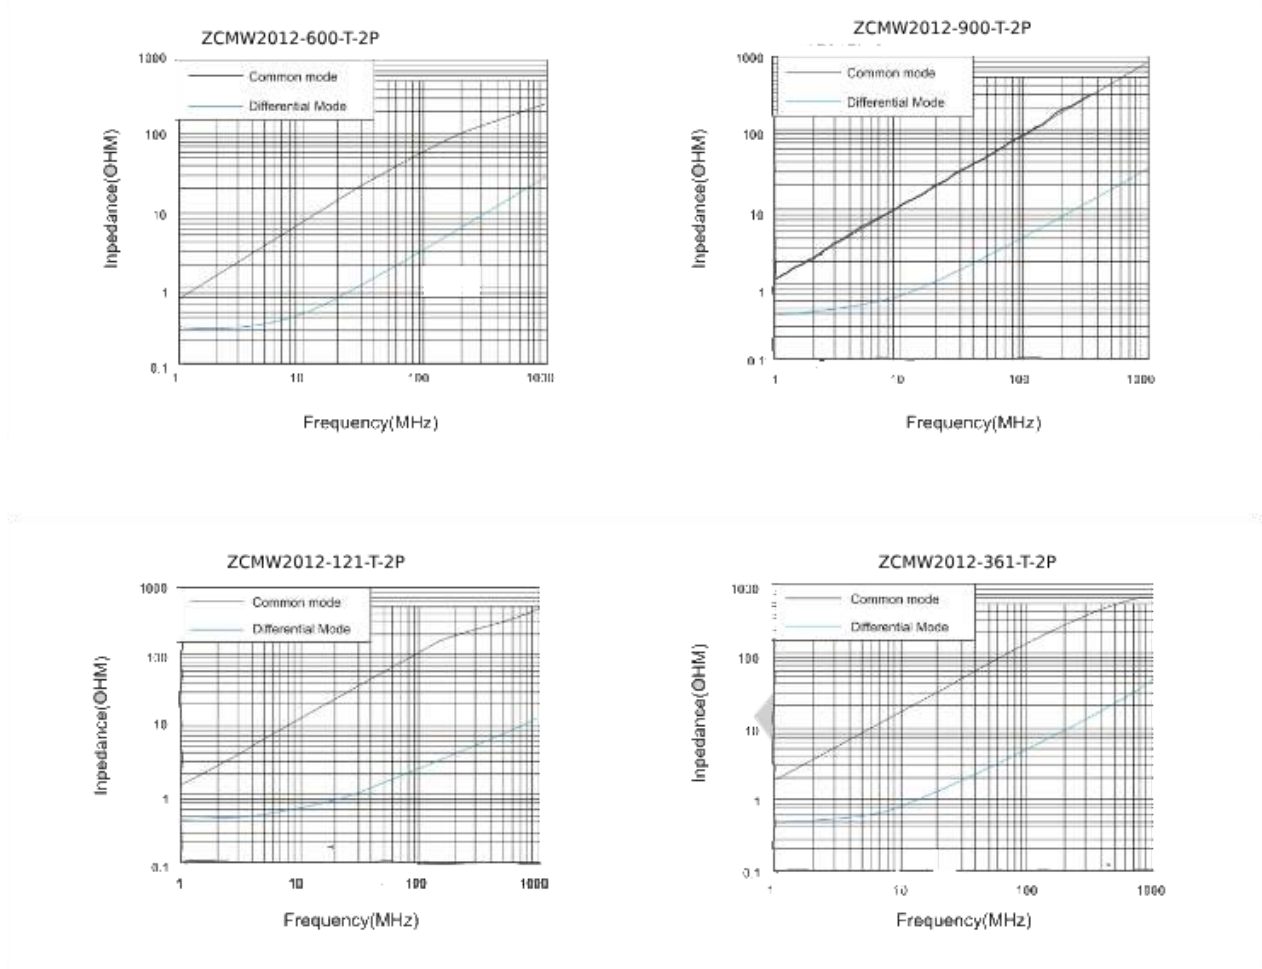 ZCMW2012-600-T-2P
1000
Common mode
Differential Mode
100
10
1
0.1
1
10
100
1000
Inpedance(OHM)
Frequency(MHz)
ZCMW2012-900-T-2P
1000
Common mode
Differential Mode
100
10
1
0.1
1
10
100
1000
Inpedance(OHM)
Frequency(MHz)
ZCMW2012-121-T-2P
1000
Common mode
Differential Mode
100
10
1
0.1
1
10
100
1000
Inpedance(OHM)
Frequency(MHz)
ZCMW2012-361-T-2P
1000
Common mode
Differential Mode
100
10
1
0.1
1
10
100
1000
Inpedance(OHM)
Frequency(MHz)